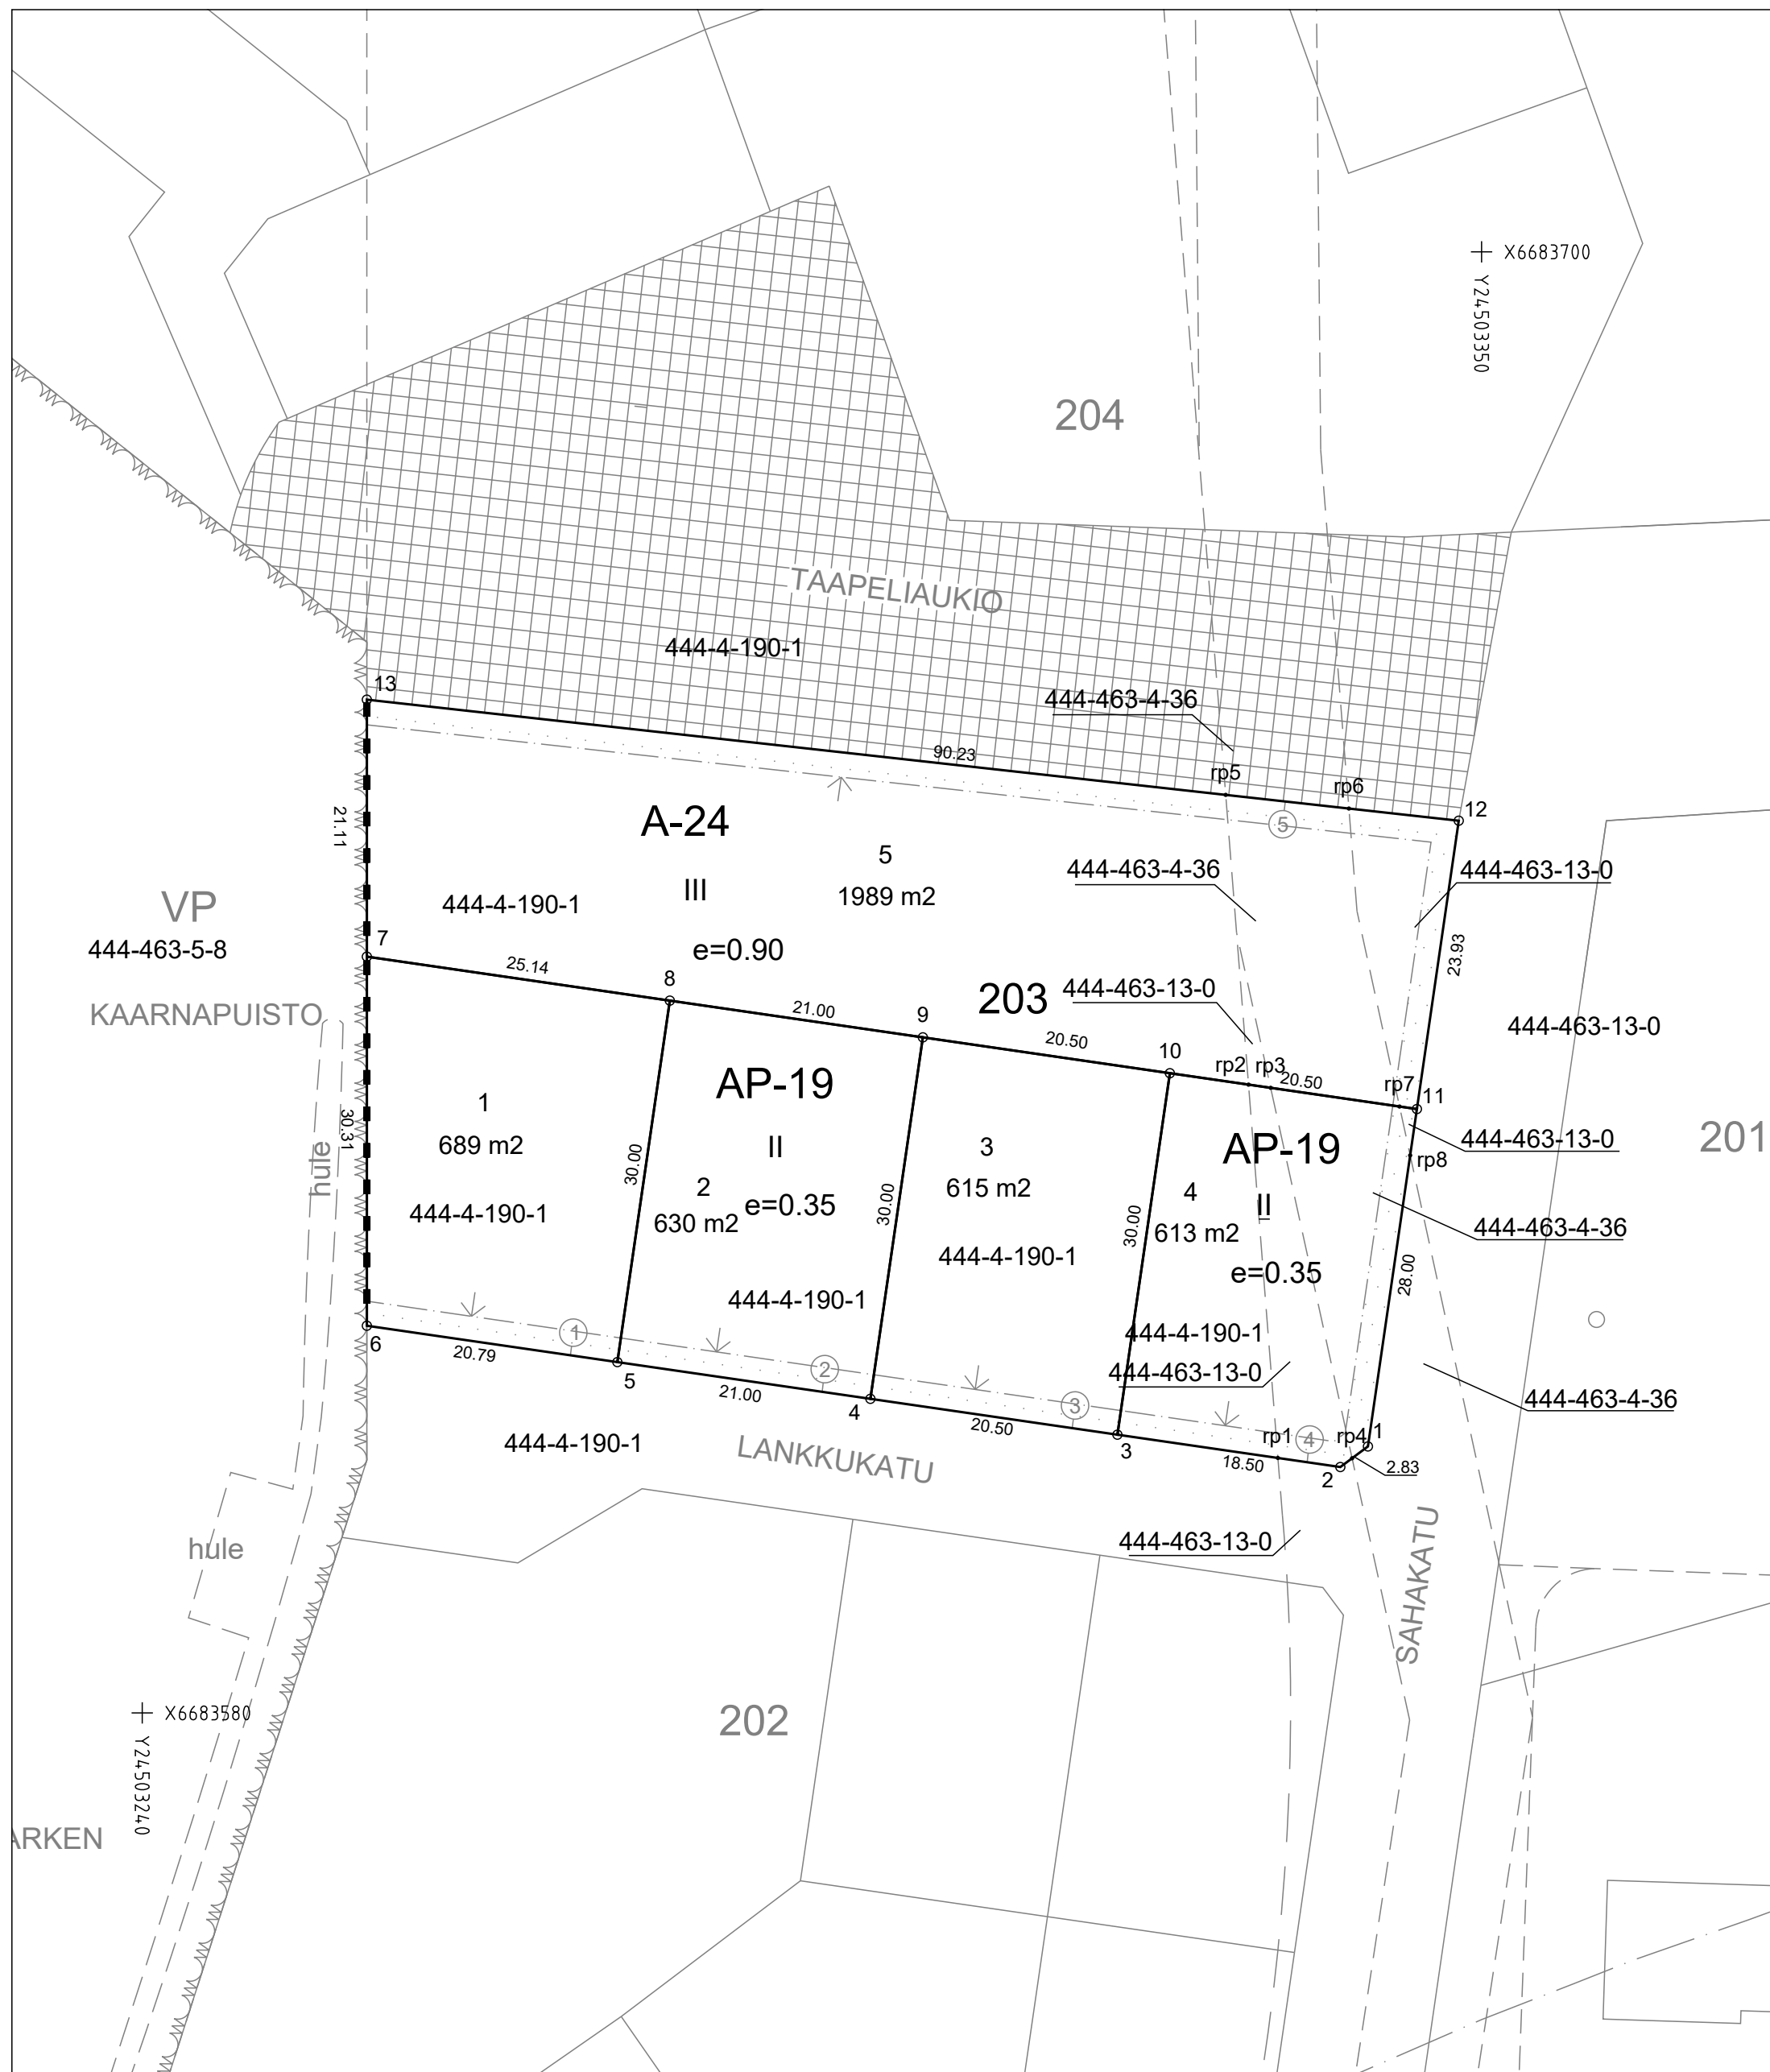 X6683700
Y24503350
204
TAAPELIAUKIO
444-4-190-1
13
444-463-4-36
90.23
rp5
rp6
12
21.11
A-24
5
5
III
1989 m2
444-463-4-36
444-463-13-0
VP
444-463-5-8
444-4-190-1
e=0.90
7
25.14
8
23.93
KAARNAPUISTO
21.00
9
203
444-463-13-0
444-463-13-0
20.50
10
rp2
rp3
20.50
rp7
11
AP-19
1
689 m2
30.31
hule
II
3
615 m2
AP-19
444-463-13-0
201
rp8
30.00
2
630 m2
e=0.35
30.00
30.00
4
613 m2
II
444-4-190-1
444-4-190-1
444-463-4-36
e=0.35
28.00
444-4-190-1
444-4-190-1
6
20.79
1
5
21.00
2
4
20.50
3
3
444-463-13-0
444-463-4-36
rp1
18.50
4
rp4
1
2
2.83
444-4-190-1
LANKKUKATU
444-463-13-0
SAHAKATU
hule
X6683580
Y24503240
202
ARKEN